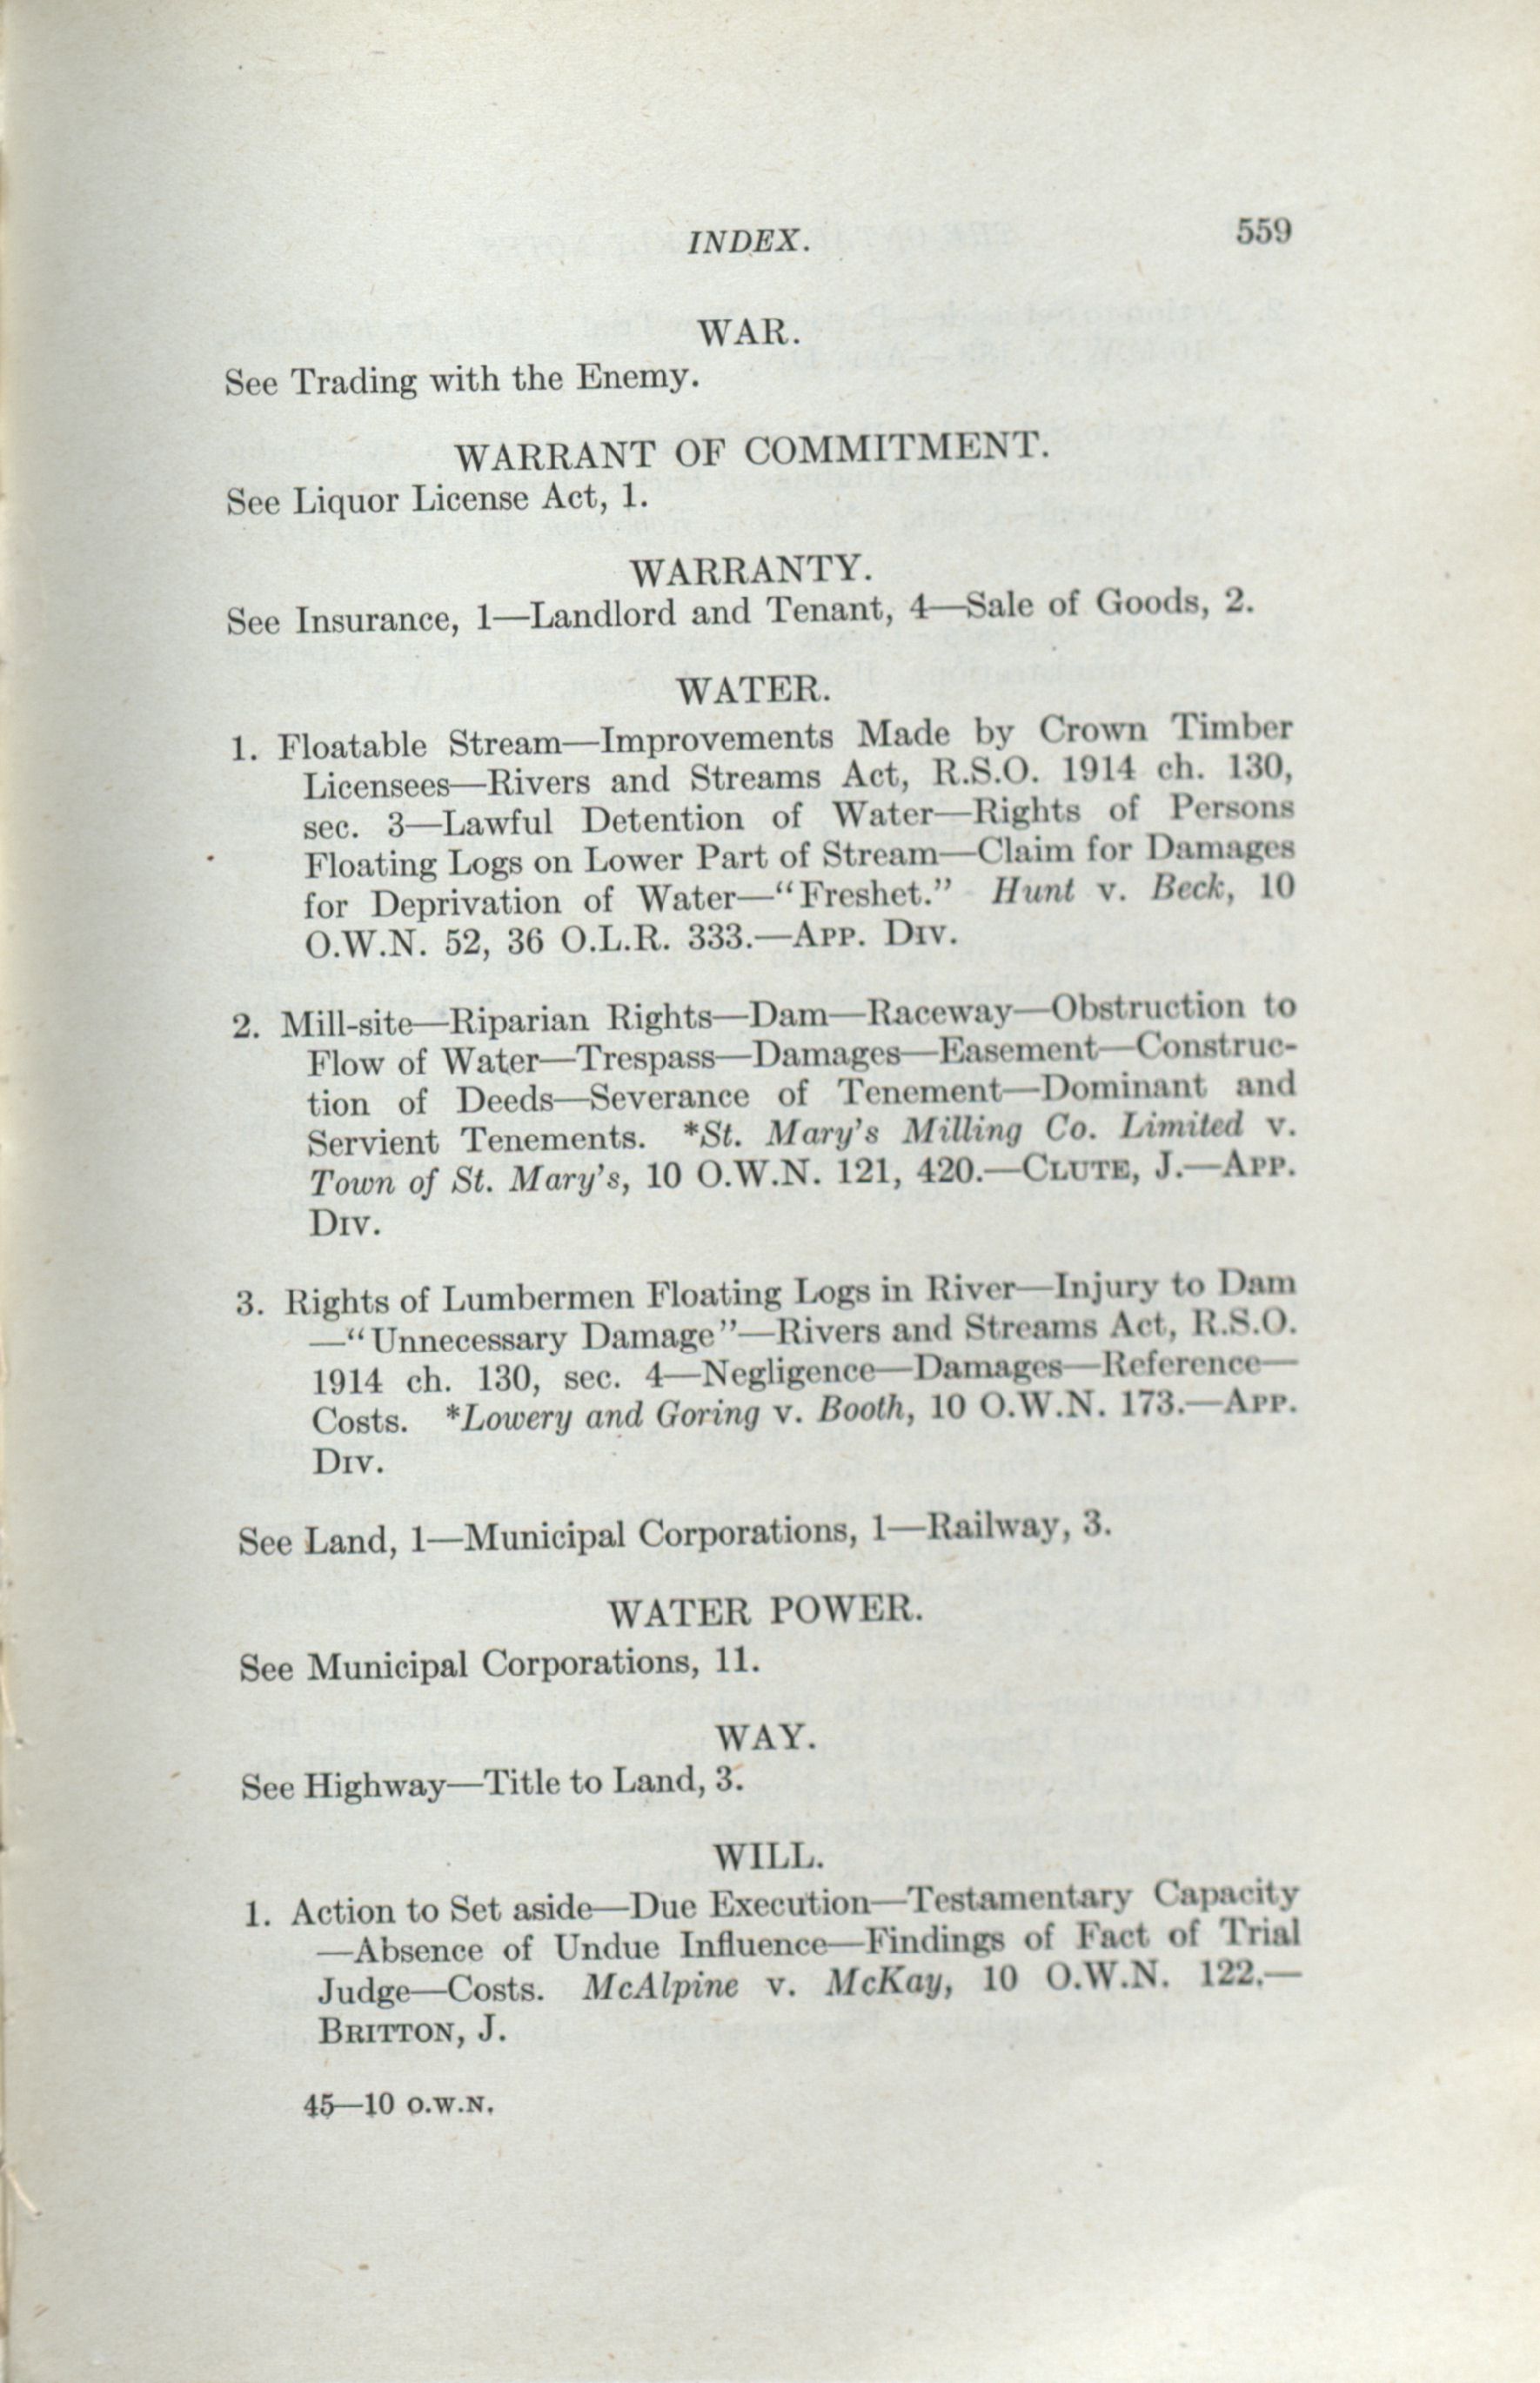 INDEX. 559
WAR.
See Trading with the Enemy.
WARRANT OF COMMITMENT.
See Liquor License Act, 1.
WARRANTY.
See Insurance, 1—Landlord and Tenant, 4—Sale of Goods, 2.
WATER.
1. Floatable Stream—Improvements Made by Crown Timber
Licensees—Rivers and Streams Act, R.S.O. 1914 ch. 130,
sec. 3—Lawful Detention of Water—Rights of Persons
Floating Logs on Lower Part of Stream—Claim for Damages
for Deprivation of Water—“Freshet.” Hunt v. Beck, 10
O.W.N. 52, 36 O.L.R. 333.—App. Div.
2. Mill-site—Riparian Rights—Dam—Raceway—Obstruction to
Flow of Water—Trespass—Damages—Easement—Construc-
tion of Deeds—Severance of Tenement—Dominant and
Servient Tenements. *St. Mary’s Milling Co. Limited v.
Town of St. Mary’s, 10 O.W.N. 121, 420.—Clute, J.—App.
Div.
3. Rights of Lumbermen Floating Logs in River—Injury to Dam
—“Unnecessary Damage”—Rivers and Streams Act, R.S.O.
1914 ch. 130, sec. 4—Negligence—Damages—Reference—
Costs. *Lowery and Goring v. Booth, 10 O.W.N. 173.—App.
Div.
See Land, 1—Municipal Corporations, 1—Railway, 3.
WATER POWER.
See Municipal Corporations, 11.
WAY.
See Highway—Title to Land, 3.
WILL.
1. Action to Set aside—Due Execution—Testamentary Capacity
—Absence of Undue Influence—Findings of Fact of Trial
Judge—Costs. McAlpine v. McKay, 10 O.W.N. 122.—
Britton, J.
45—10 O.W.N.